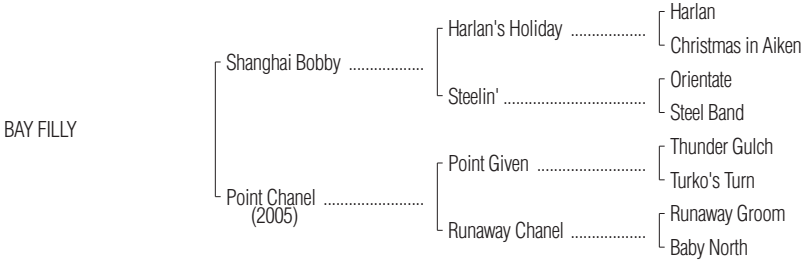 Harlan
Harlan's Holiday ..................
Christmas in Aiken
Shanghai Bobby ..................
Orientate
Steelin' ..................................
Steel Band
BAY FILLY
Thunder Gulch
Point Given ..........................
Turko's Turn
Point Chanel ........................
(2005)
Runaway Groom
Runaway Chanel ..................
Baby North